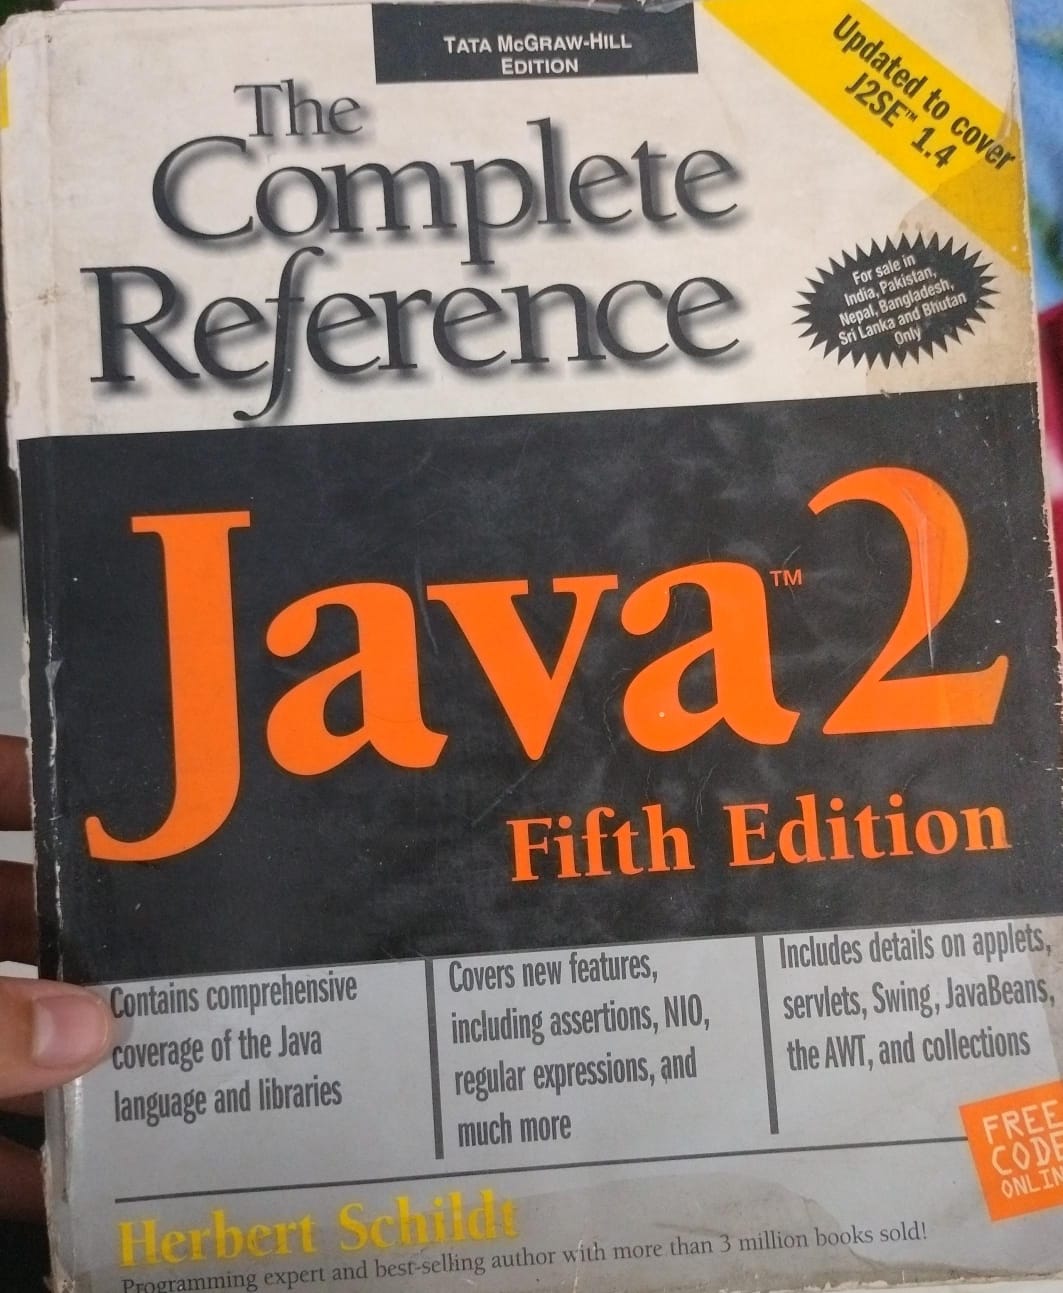 TATA MCGRAW-HILL
EDITION
Updated to cover
J2SE™ 1.4
The
Complete
Reference
For sale in
India, Pakistan,
Nepal, Bangladesh,
Sri Lanka and Bhutan
Only
Java™ 2
Fifth Edition
Contains comprehensive
coverage of the Java
language and libraries
Covers new features,
including assertions, NIO,
regular expressions, and
much more
Includes details on applets,
servlets, Swing, JavaBeans,
the AWT, and collections
FREE
CODE
ONLIN
Herbert Schildt
Programming expert and best-selling author with more than 3 million books sold!